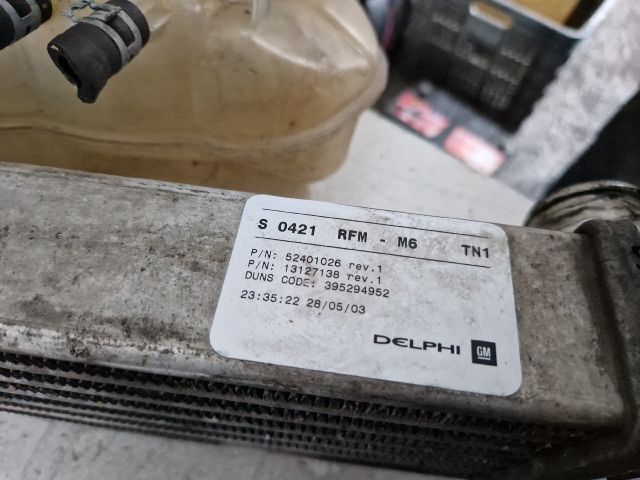 S 0421 RFM - M6 TN1
P/N: 52401026 rev.1
P/N: 13127138 rev.1
DUNS CODE: 395294952
23:35:22 28/05/03
DELPHI GM